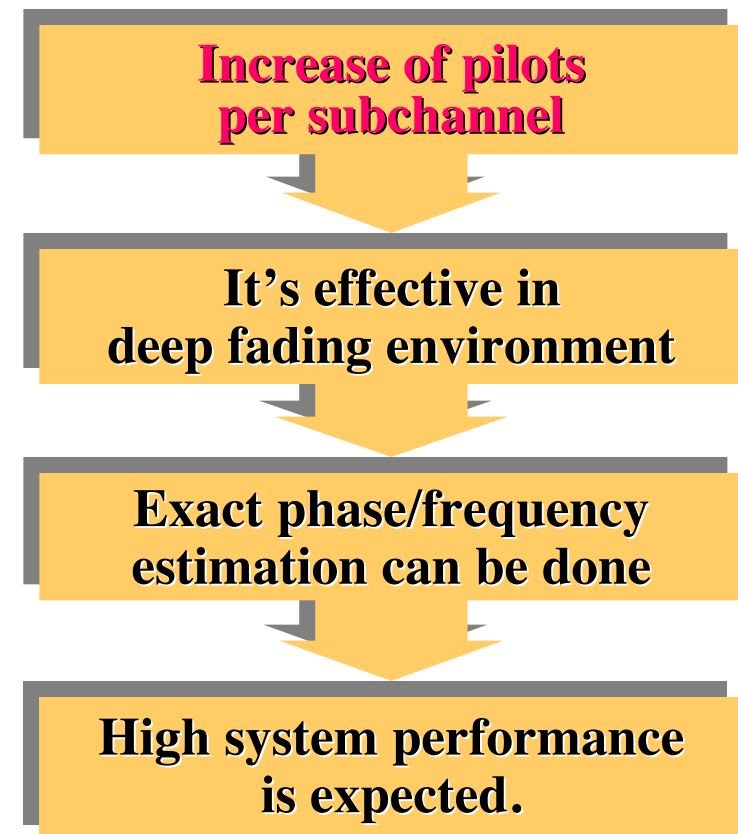 Increase of pilots
per subchannel
It’s effective in
deep fading environment
Exact phase/frequency
estimation can be done
High system performance
is expected.